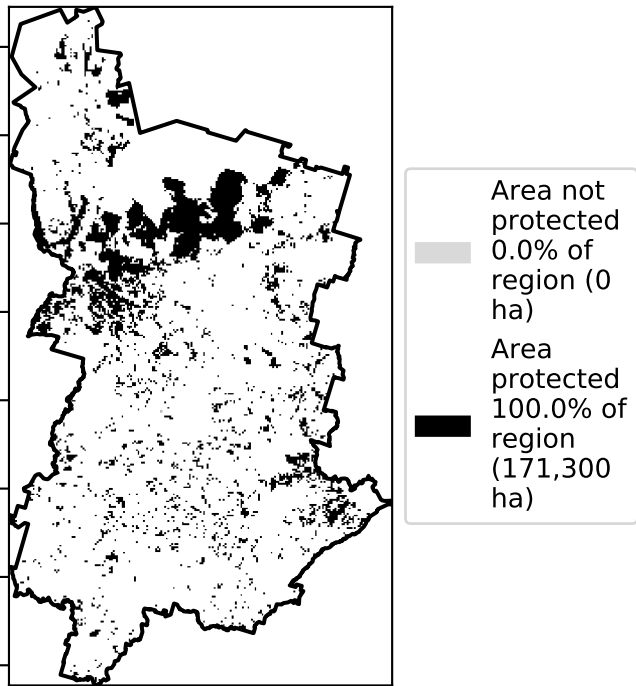 Area not
protected
0.0% of
region (0
ha)
Area
protected
100.0% of
region
(171,300
ha)